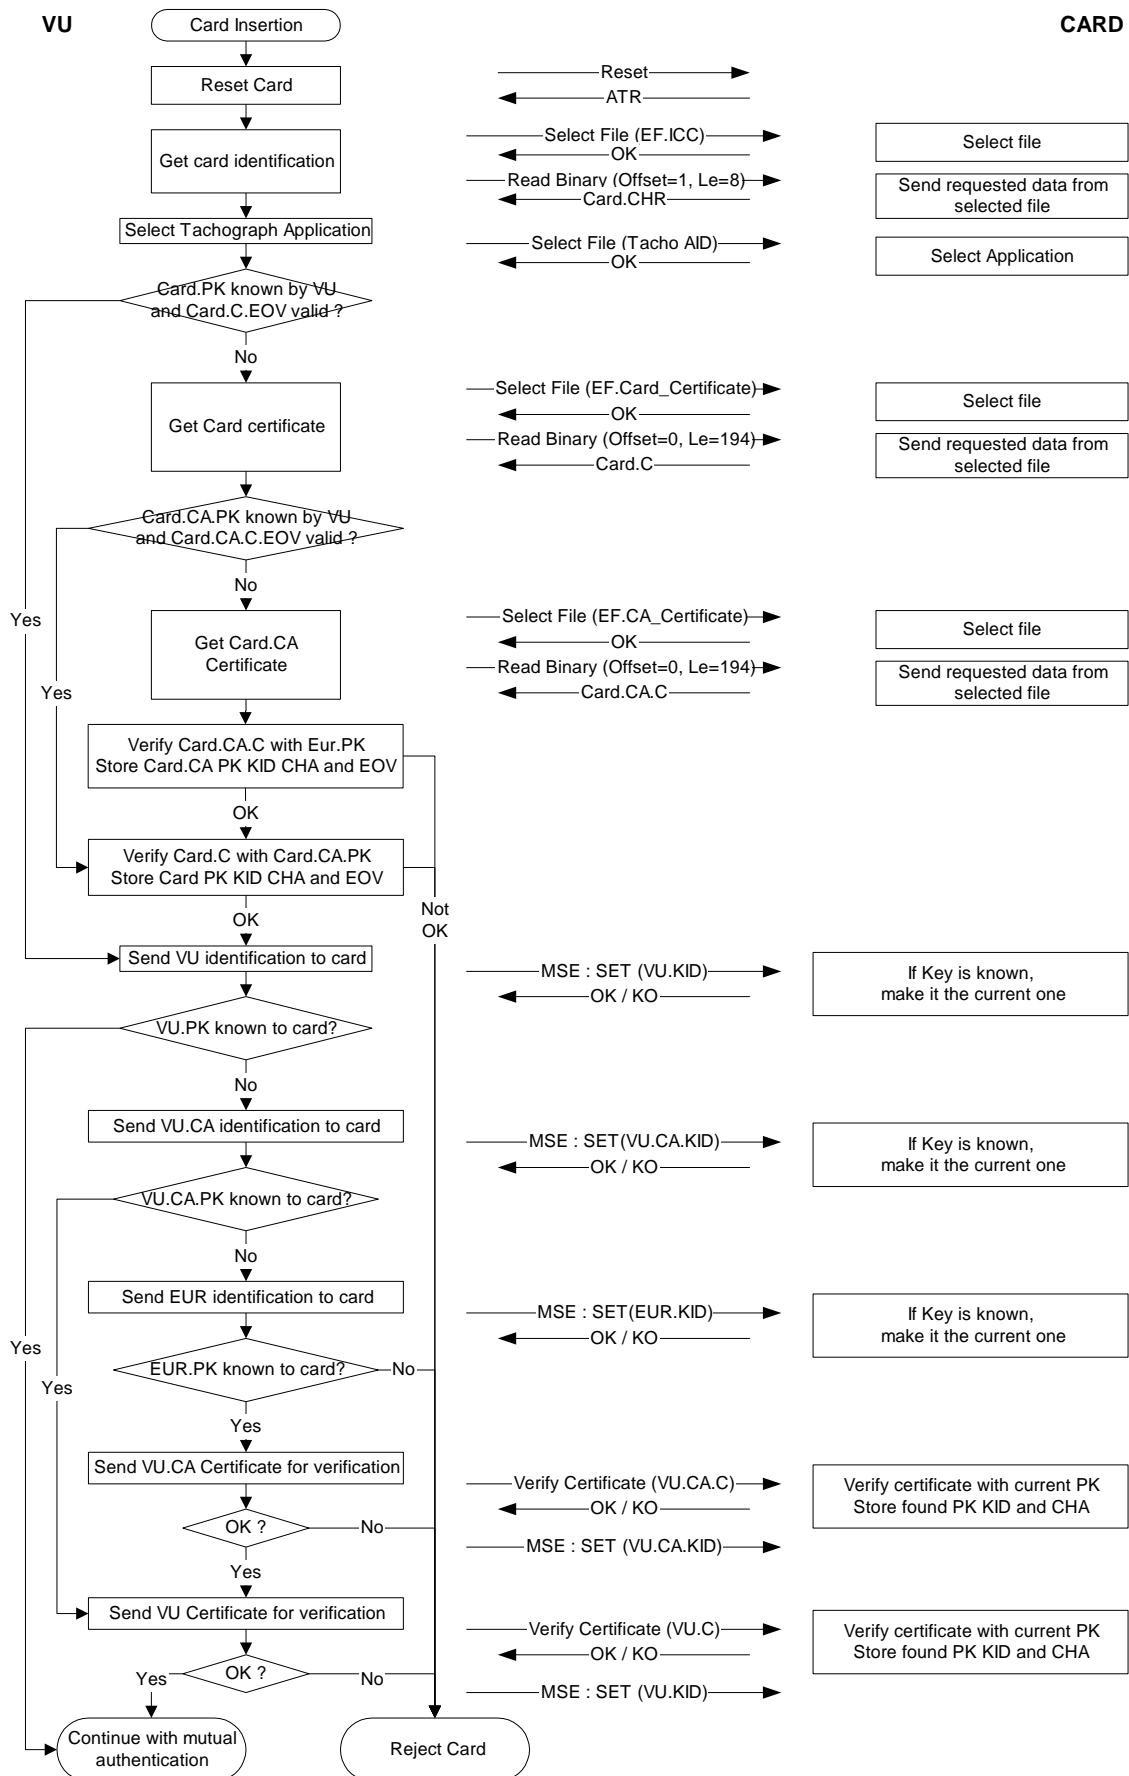 VU
Card Insertion
CARD
Reset Card
Reset
ATR
Get card identification
Select File (EF.ICC)
OK
Select file
Read Binary (Offset=1, Le=8)
Card.CHR
Send requested data from
selected file
Select Tachograph Application
Select File (Tacho AID)
OK
Select Application
Card.PK known by VU
and Card.C.EOV valid ?
No
Get Card certificate
Select File (EF.Card_Certificate)
OK
Select file
Read Binary (Offset=0, Le=194)
Card.C
Send requested data from
selected file
Card.CA.PK known by VU
and Card.CA.C.EOV valid ?
No
Yes
Get Card.CA
Certificate
Select File (EF.CA_Certificate)
OK
Select file
Yes
Read Binary (Offset=0, Le=194)
Card.CA.C
Send requested data from
selected file
Verify Card.CA.C with Eur.PK
Store Card.CA PK KID CHA and EOV
OK
Verify Card.C with Card.CA.PK
Store Card PK KID CHA and EOV
OK
Not
OK
Send VU identification to card
MSE : SET (VU.KID)
OK / KO
If Key is known,
make it the current one
VU.PK known to card?
No
Send VU.CA identification to card
MSE : SET(VU.CA.KID)
OK / KO
If Key is known,
make it the current one
VU.CA.PK known to card?
No
Send EUR identification to card
MSE : SET(EUR.KID)
OK / KO
If Key is known,
make it the current one
Yes
EUR.PK known to card?
No
Yes
Yes
Send VU.CA Certificate for verification
Verify Certificate (VU.CA.C)
OK / KO
Verify certificate with current PK
Store found PK KID and CHA
OK ?
No
MSE : SET (VU.CA.KID)
Yes
Send VU Certificate for verification
Verify Certificate (VU.C)
OK / KO
Verify certificate with current PK
Store found PK KID and CHA
Yes
OK ?
No
MSE : SET (VU.KID)
Continue with mutual
authentication
Reject Card